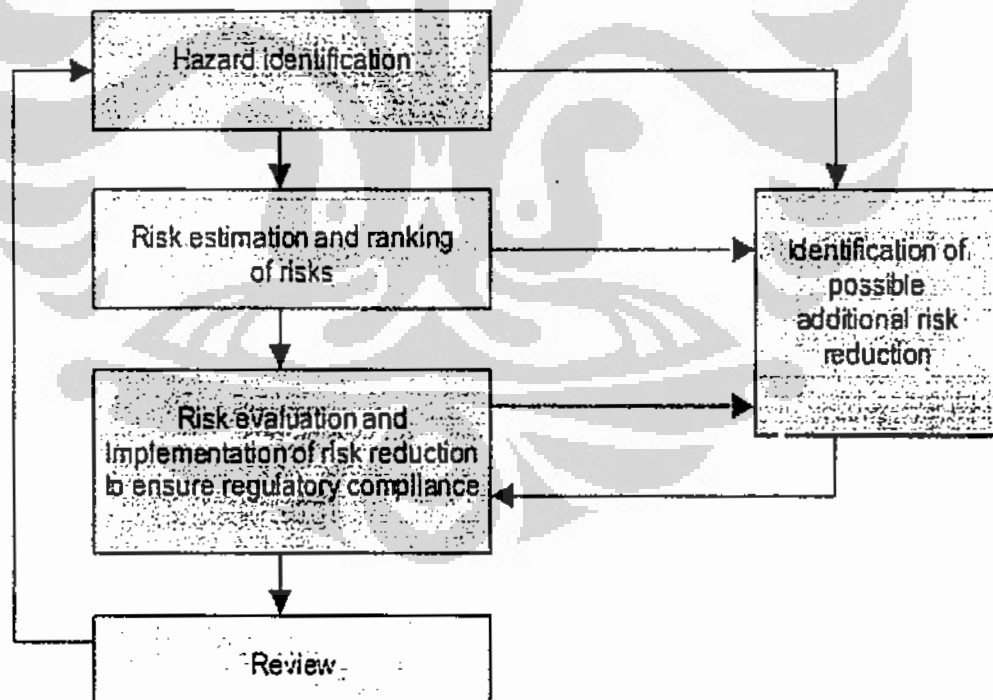 Hazard identification
Risk estimation and ranking
of risks
Identification of
possible
additional risk
reduction
Risk evaluation and
Implementation of risk reduction
to ensure regulatory compliance
Review